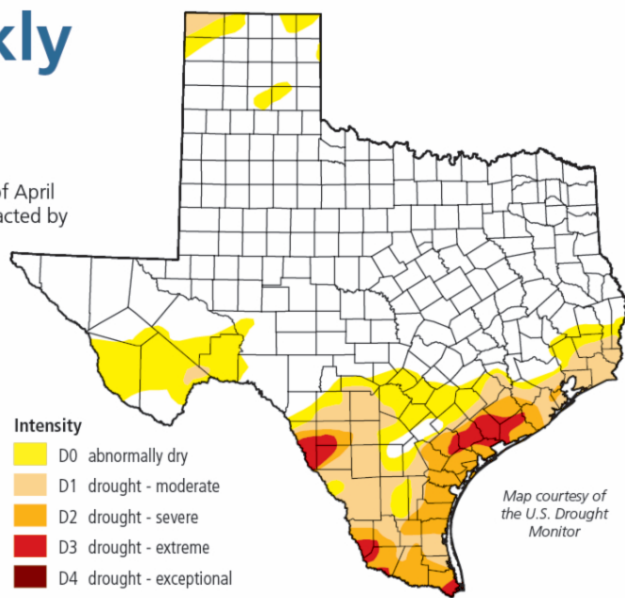 kly
of April
acted by
Intensity
D0 abnormally dry
D1 drought - moderate
D2 drought - severe
D3 drought - extreme
D4 drought - exceptional
Map courtesy of
the U.S. Drought
Monitor